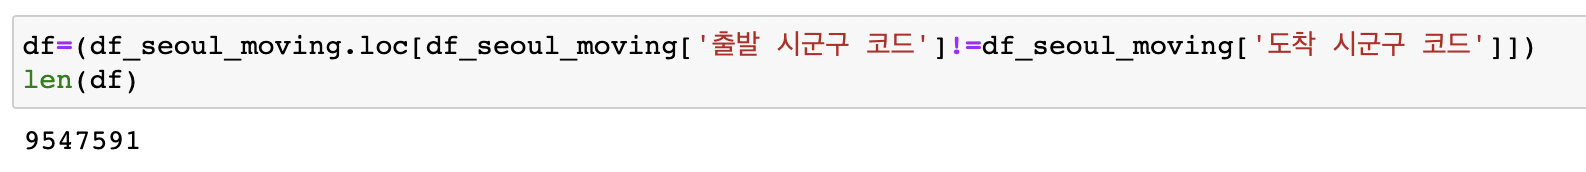 df=(df_seoul_moving.loc[df_seoul_moving['출발 시군구 코드']!=df_seoul_moving['도착 시군구 코드']])
len(df)
9547591